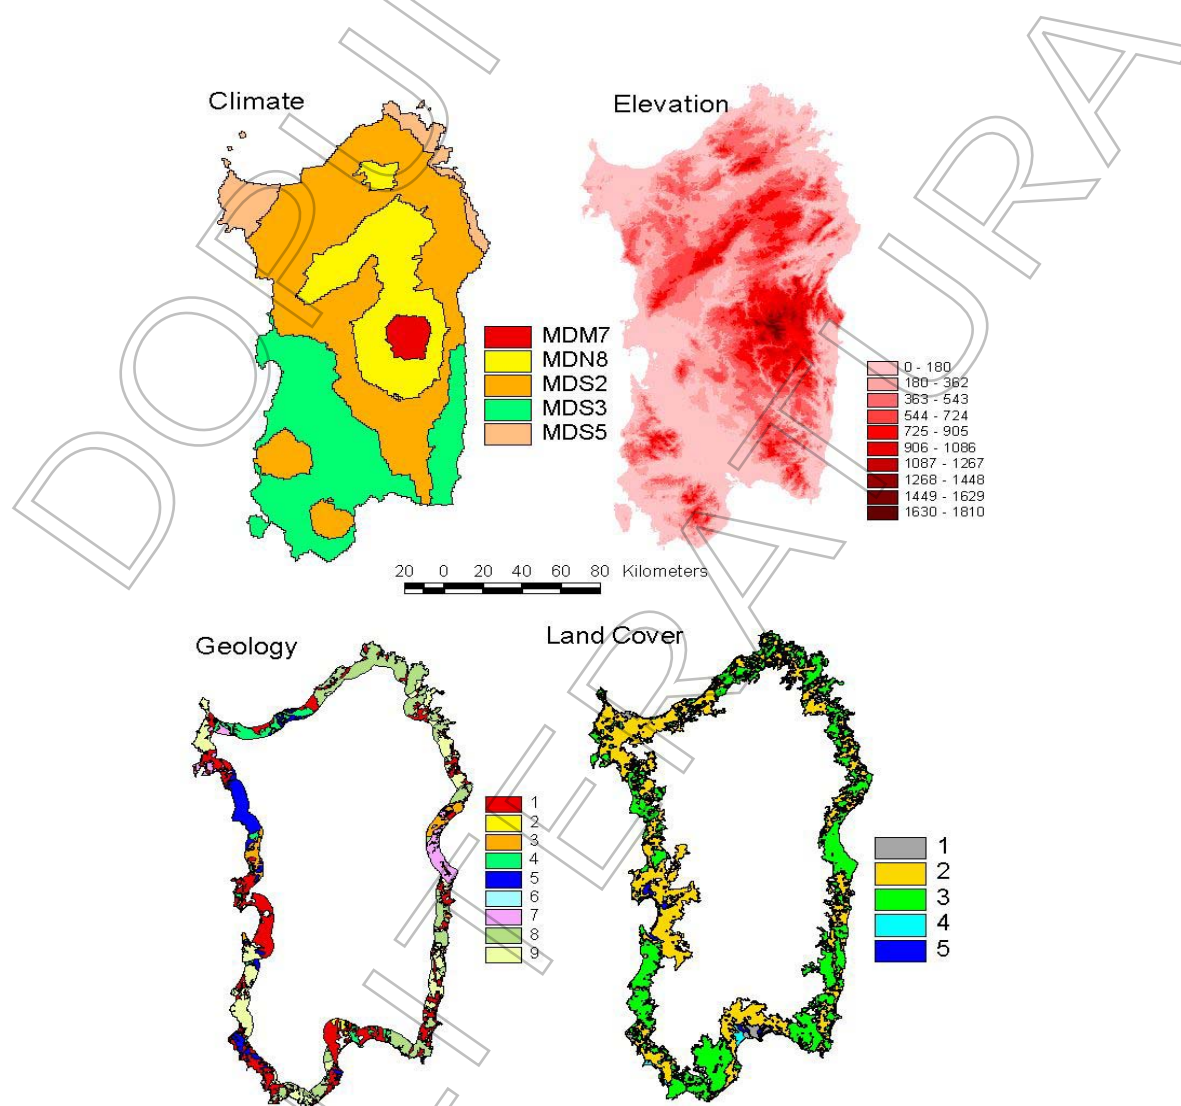 Climate
Elevation
MDM7
MDN8
MDS2
MDS3
MDS5
0 - 180
180 - 362
363 - 543
544 - 724
725 - 905
906 - 1086
1087 - 1267
1268 - 1448
1449 - 1629
1630 - 1810
20 0 20 40 60 80 Kilometers
Geology
Land Cover
1
2
3
4
5
6
7
8
9
1
2
3
4
5